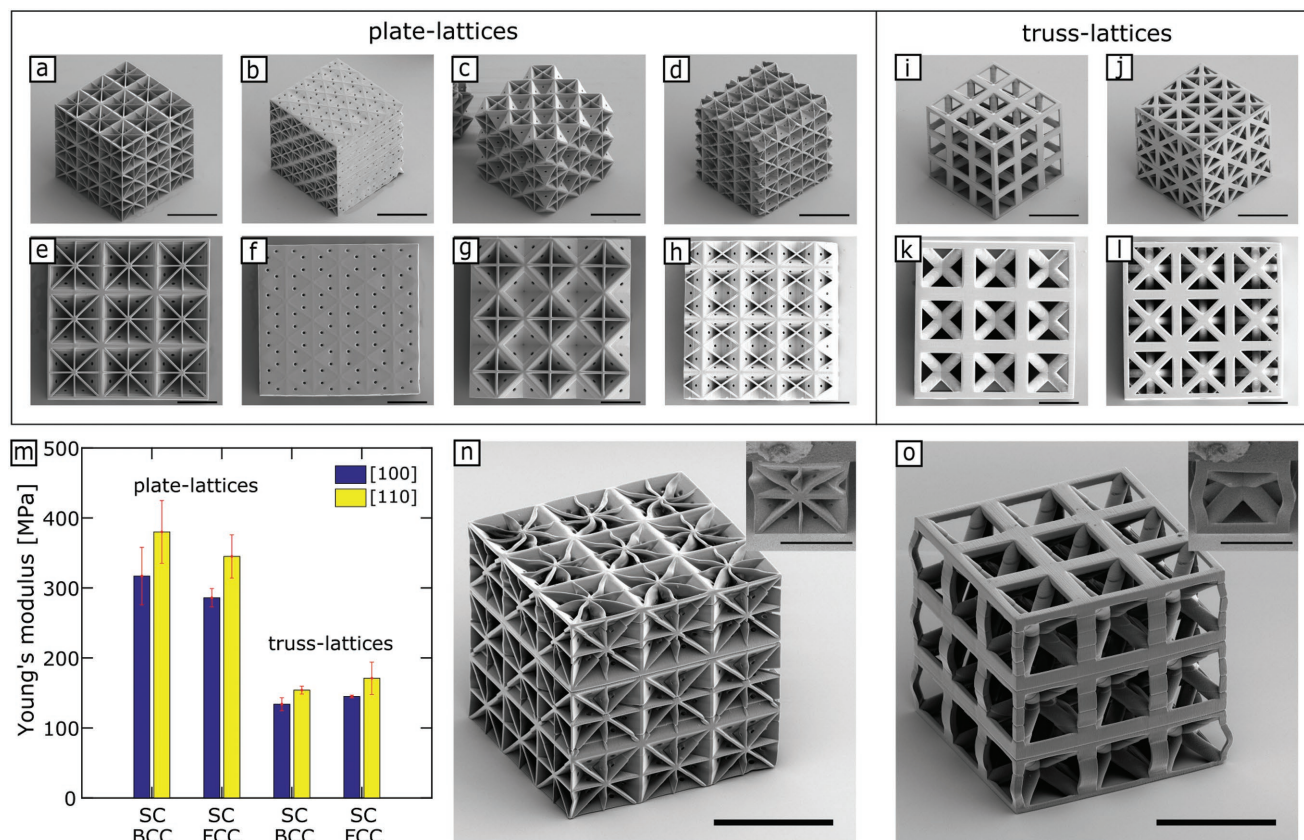 plate-lattices
truss-lattices
a
b
c
d
i
j
e
f
g
h
k
l
m
500
400
300
200
100
0
Young's modulus [MPa]
plate-lattices
[100]
[110]
truss-lattices
SC SC SC SC
BCC FCC BCC FCC
n
o